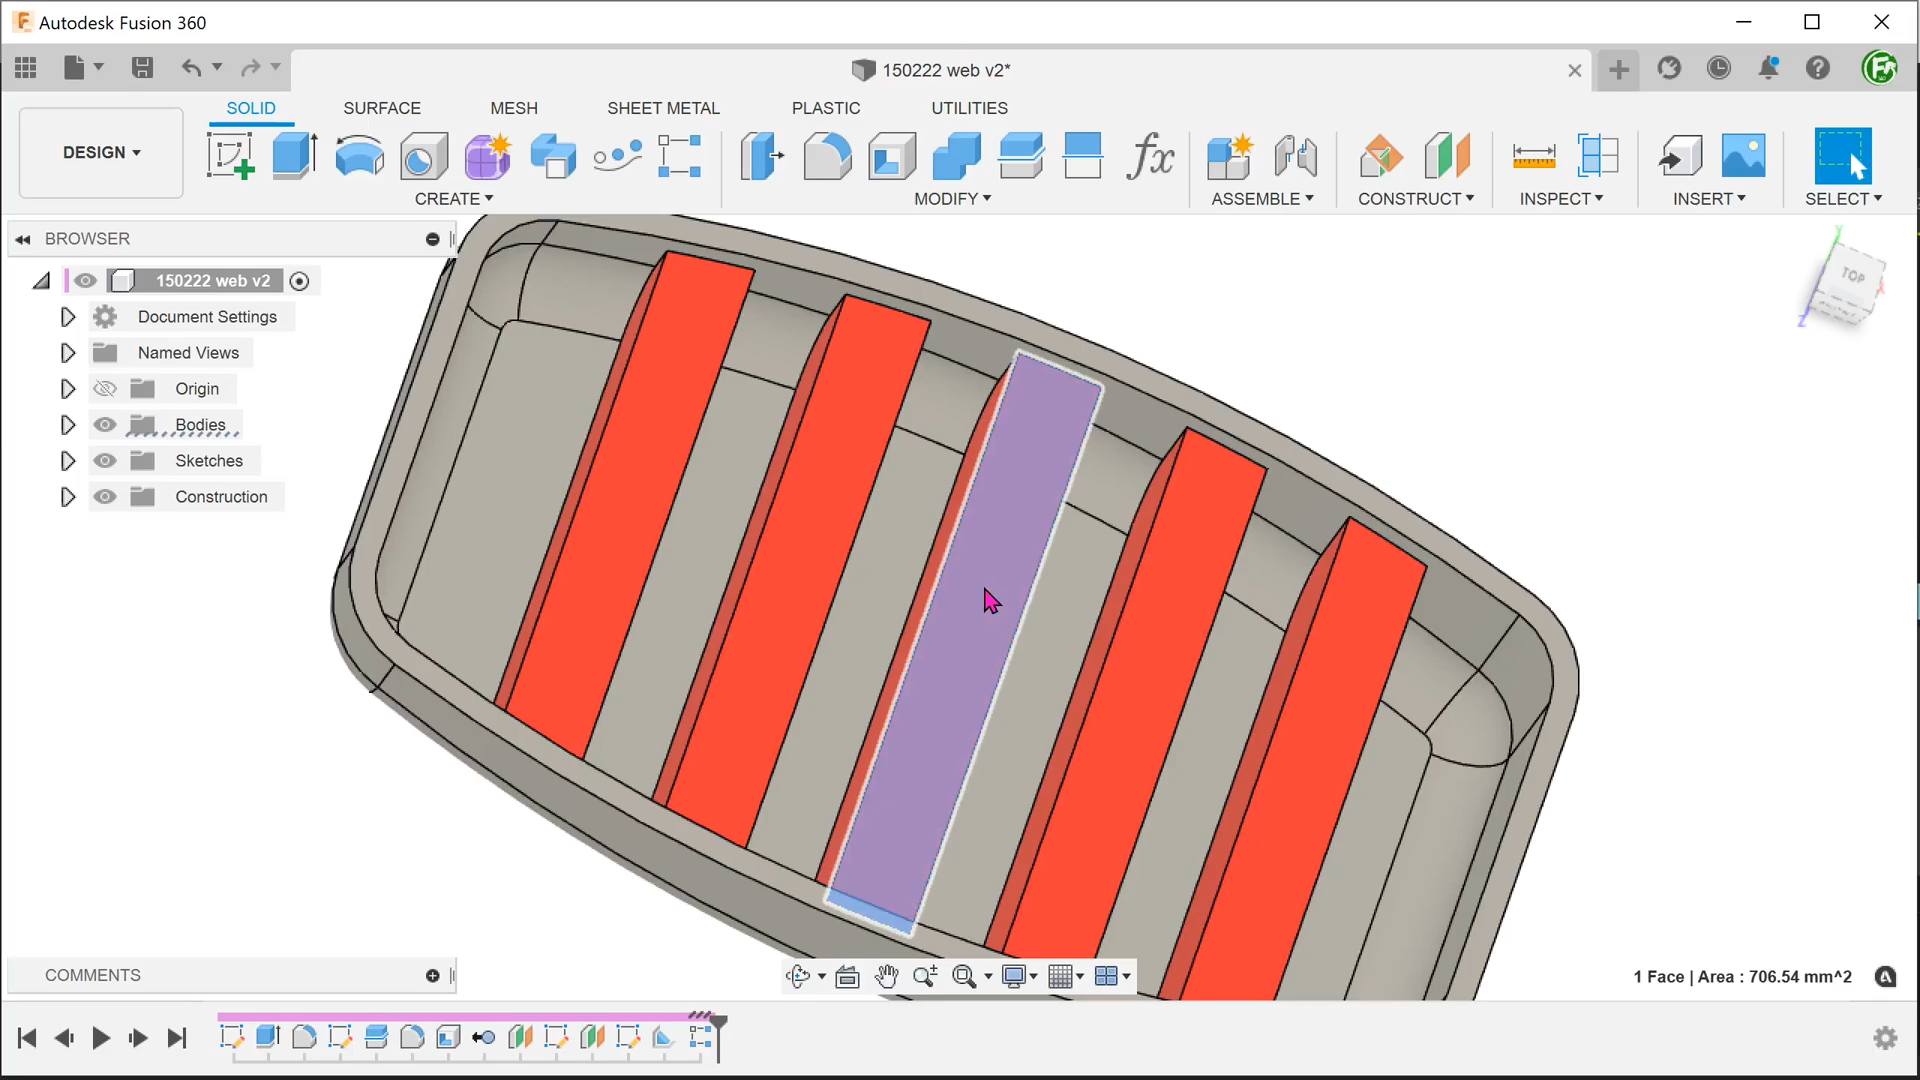 Autodesk Fusion 360
150222 web v2*
SOLID SURFACE MESH SHEET METAL PLASTIC UTILITIES
DESIGN
CREATE MODIFY ASSEMBLE CONSTRUCT INSPECT INSERT SELECT
BROWSER
150222 web v2
Document Settings
Named Views
Origin
Bodies
Sketches
Construction
TOP
Y
Z
COMMENTS
1 Face | Area : 706.54 mm^2